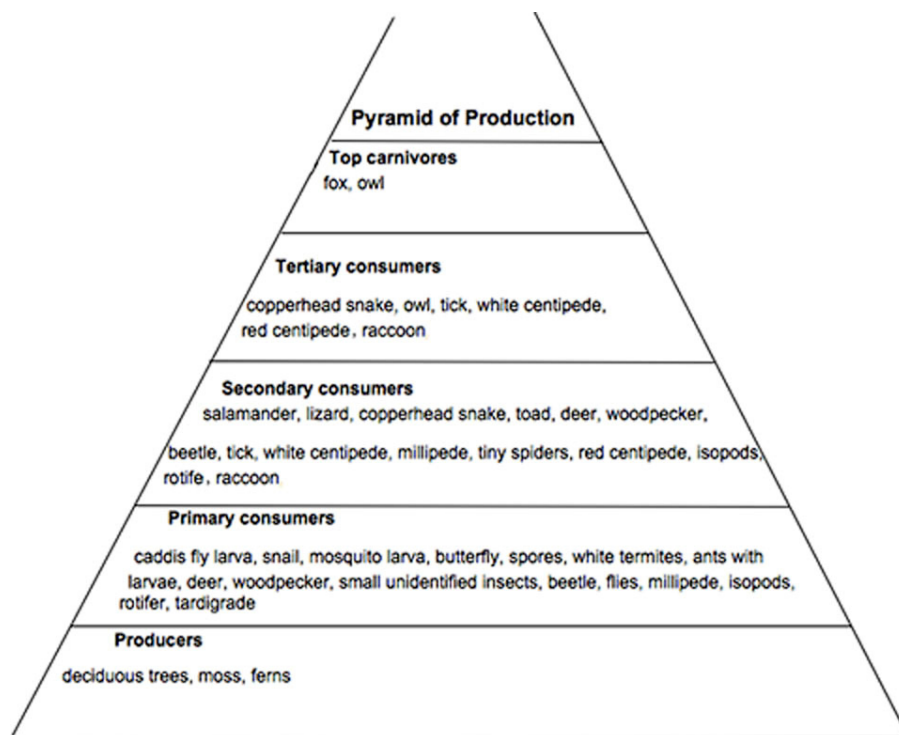 Pyramid of Production
Top carnivores
fox, owl
Tertiary consumers
copperhead snake, owl, tick, white centipede,
red centipede, raccoon
Secondary consumers
salamander, lizard, copperhead snake, toad, deer, woodpecker,
beetle, tick, white centipede, millipede, tiny spiders, red centipede, isopods,
rotife, raccoon
Primary consumers
caddis fly larva, snail, mosquito larva, butterfly, spores, white termites, ants with
larvae, deer, woodpecker, small unidentified insects, beetle, flies, millipede, isopods,
rotifer, tardigrade
Producers
deciduous trees, moss, ferns